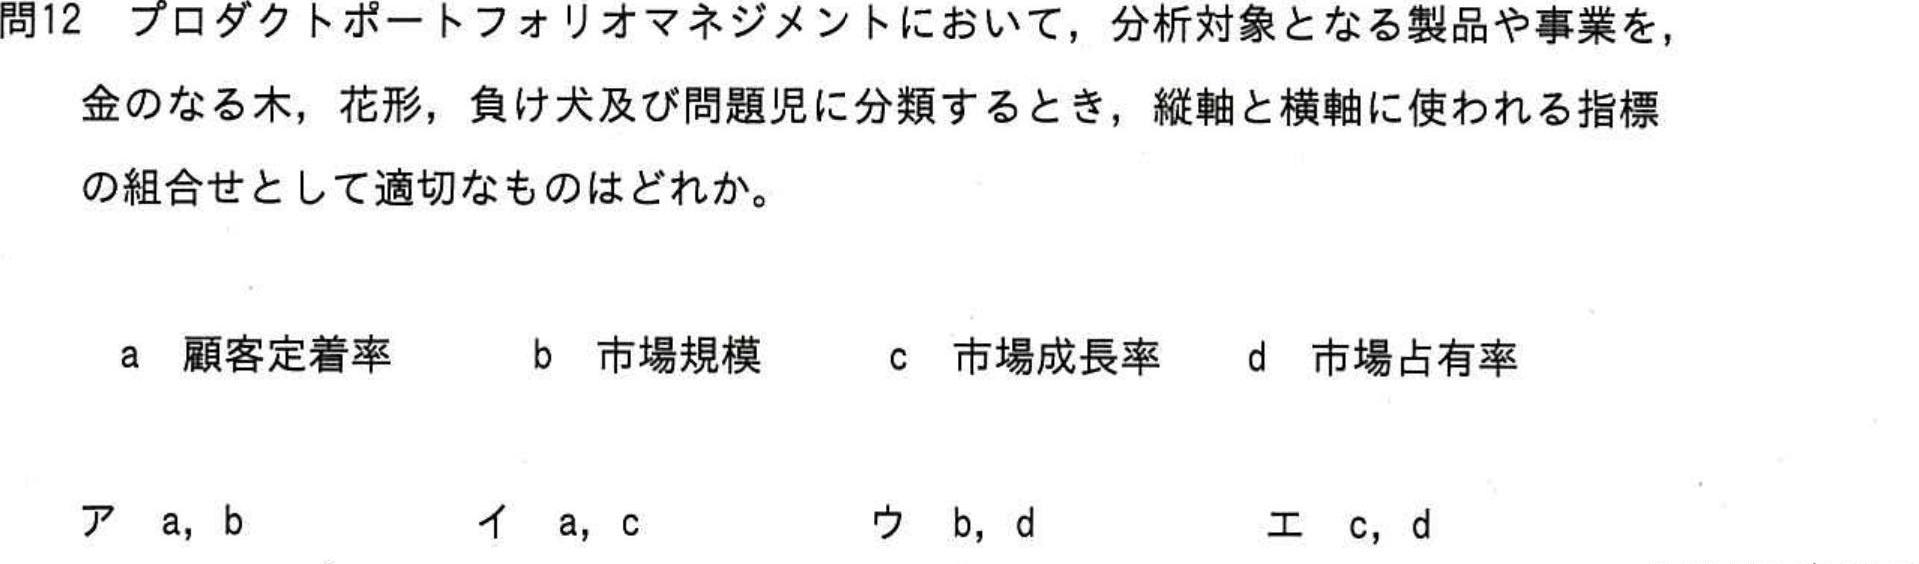 問12 プロダクトポートフォリオマネジメントにおいて，分析対象となる製品や事業を，
金のなる木，花形，負け犬及び問題児に分類するとき，縦軸と横軸に使われる指標
の組合せとして適切なものはどれか。
a 顧客定着率 b 市場規模 c 市場成長率 d 市場占有率
ア a, b イ a, c ウ b, d エ c, d